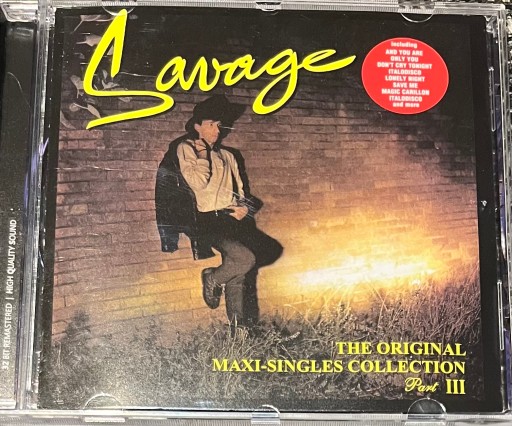 Savage
including
AND YOU ARE
ONLY YOU
DON'T CRY TONIGHT
ITALODISCO
LONELY NIGHT
SAVE ME
MAGIC CARILLON
ITALODISCO
and more
THE ORIGINAL
MAXI-SINGLES COLLECTION
Part III
32 BIT REMASTERED | HIGH QUALITY SOUND